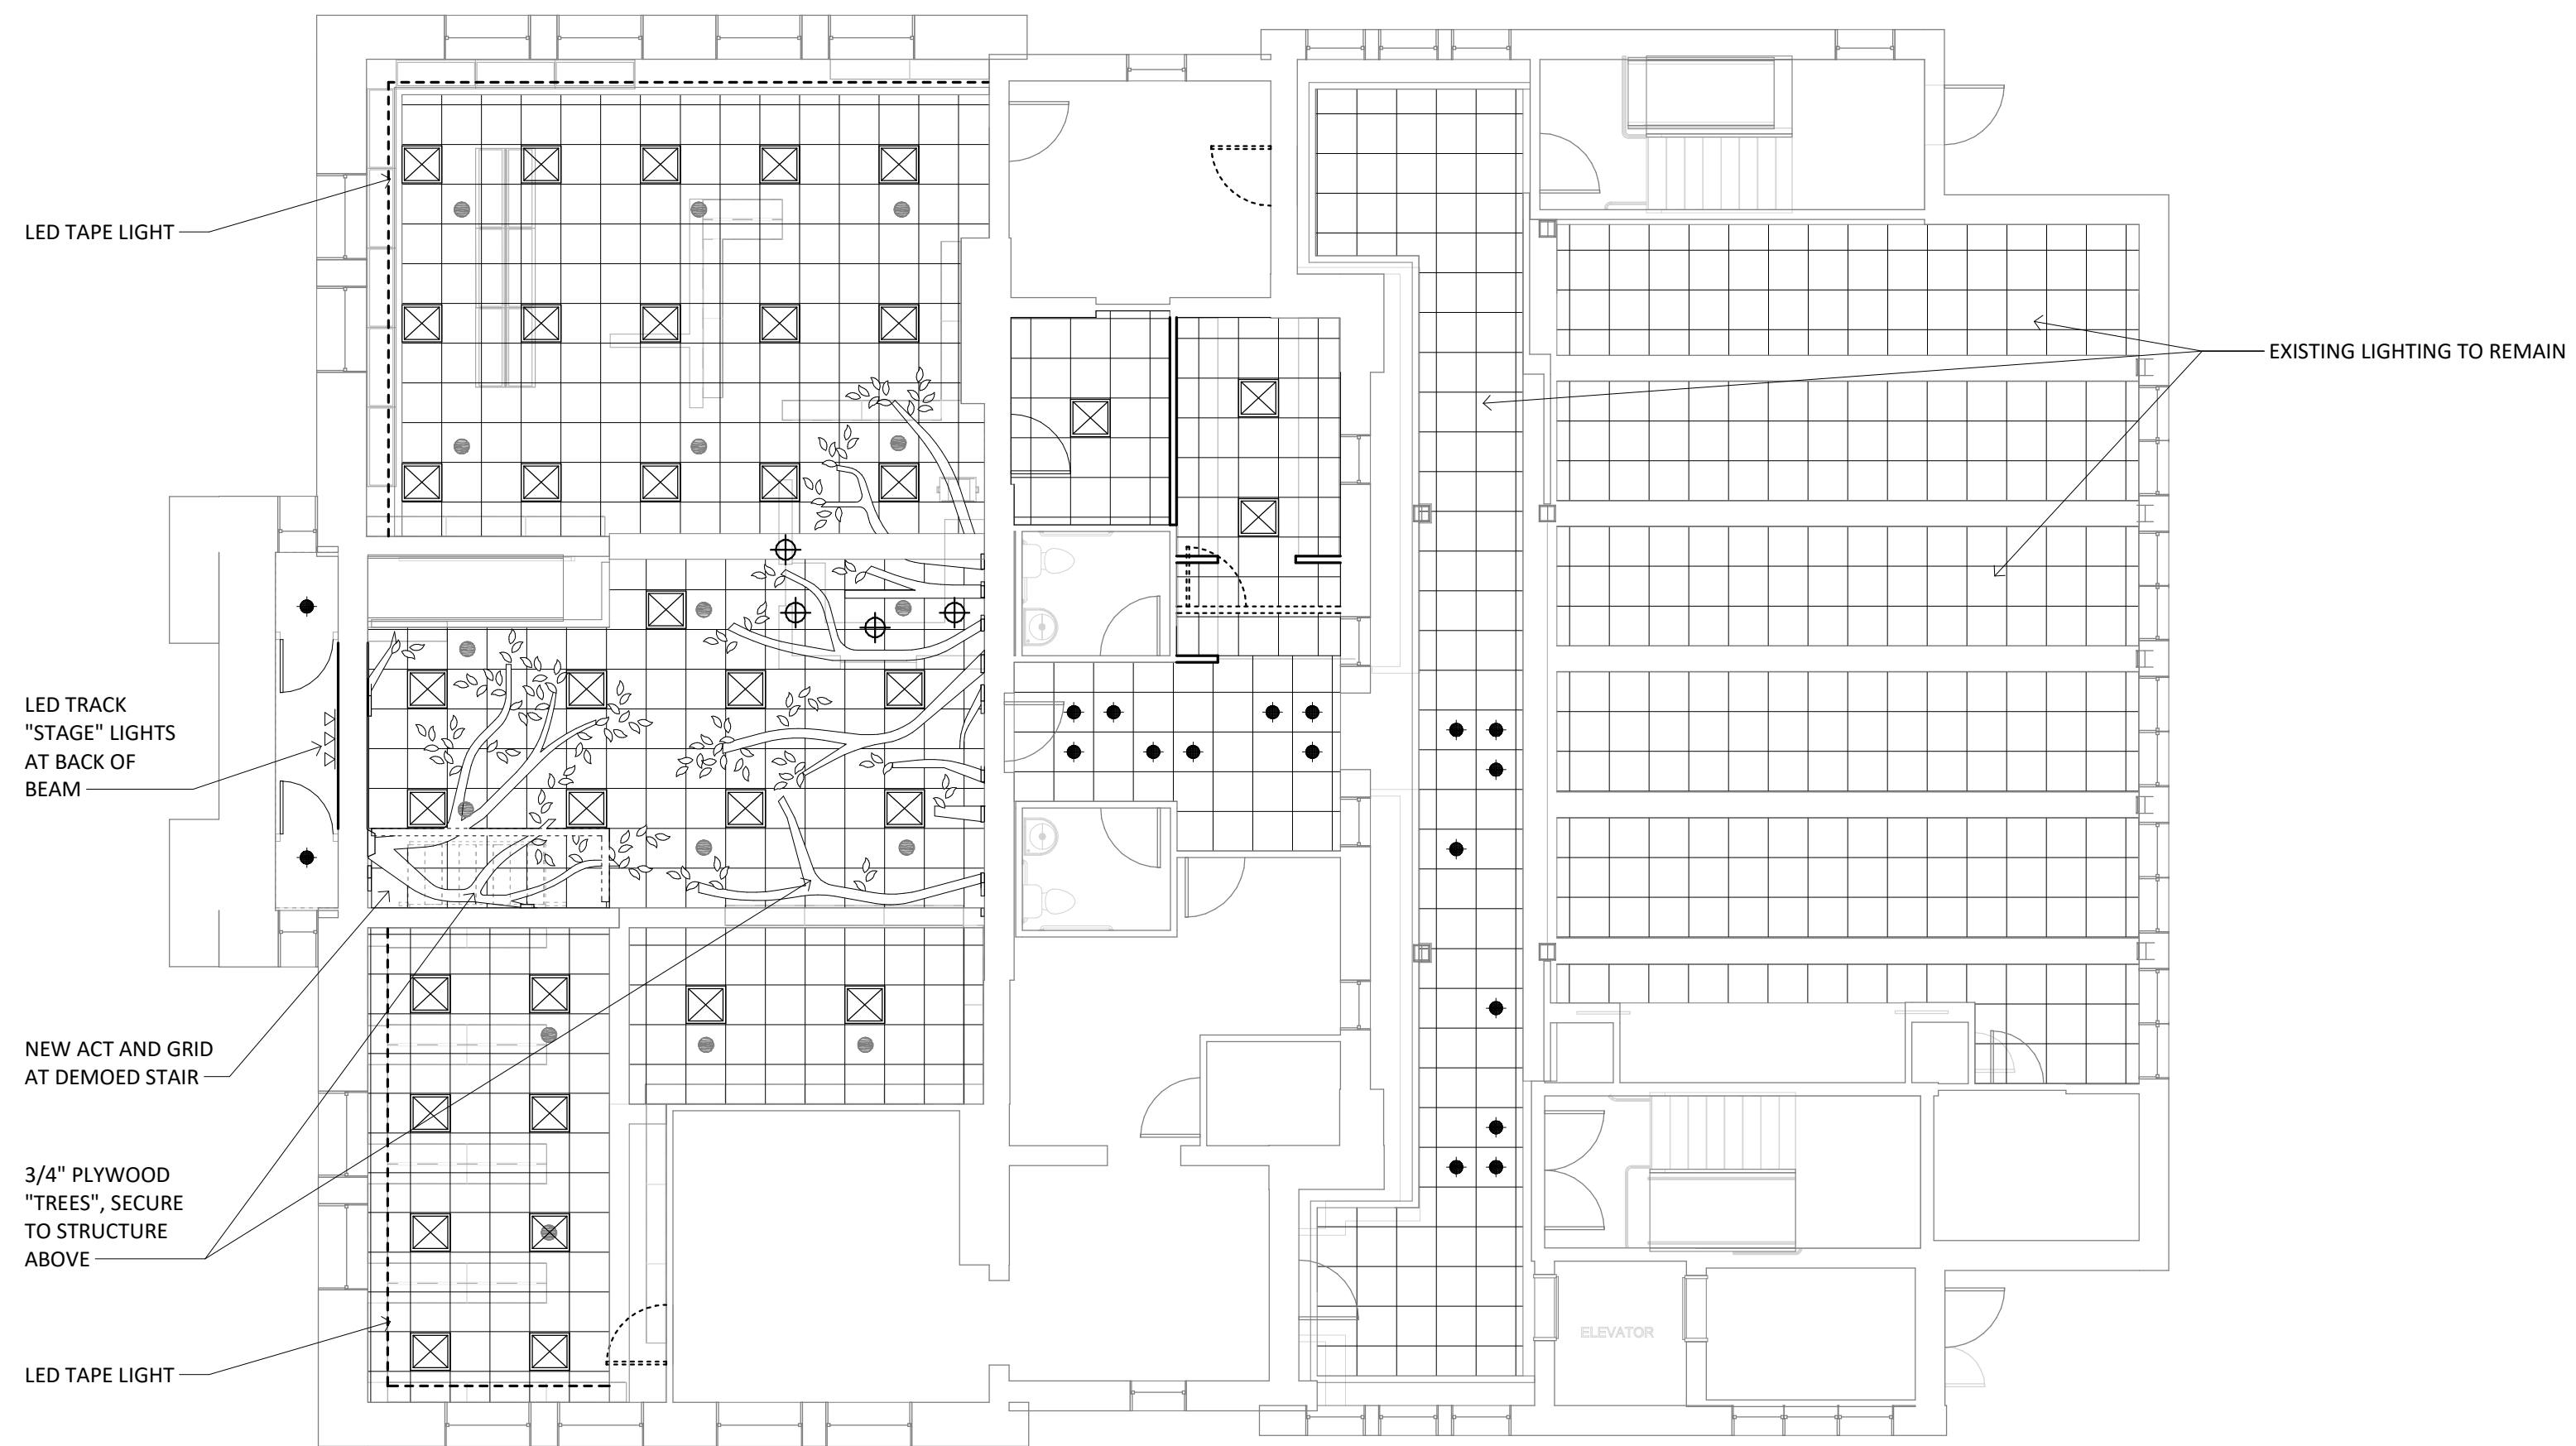 LED TAPE LIGHT
EXISTING LIGHTING TO REMAIN
LED TRACK
"STAGE" LIGHTS
AT BACK OF
BEAM
NEW ACT AND GRID
AT DEMOED STAIR
3/4" PLYWOOD
"TREES", SECURE
TO STRUCTURE
ABOVE
ELEVATOR
LED TAPE LIGHT